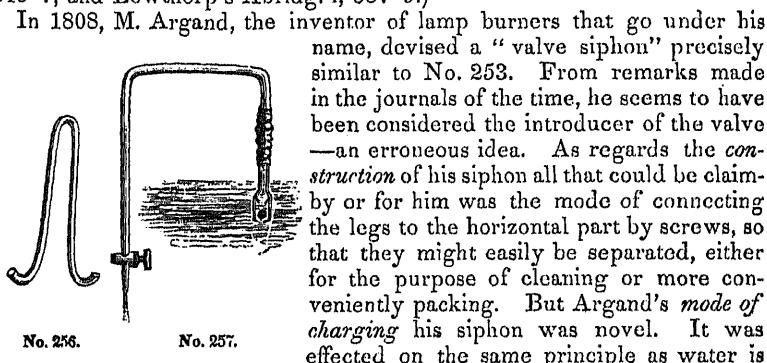 In 1808, M. Argand, the inventor of lamp burners that go under his
name, devised a “ valve siphon” precisely
similar to No. 253. From remarks made
in the journals of the time, he seems to have
been considered the introducer of the valve
—an erroneous idea. As regards the con-
struction of his siphon all that could be claim-
by or for him was the mode of connecting
the legs to the horizontal part by screws, so
that they might easily be separated, either
for the purpose of cleaning or more con-
veniently packing. But Argand's mode of
charging his siphon was novel. It was
effected on the same principle as water is
No. 256.
No. 257.